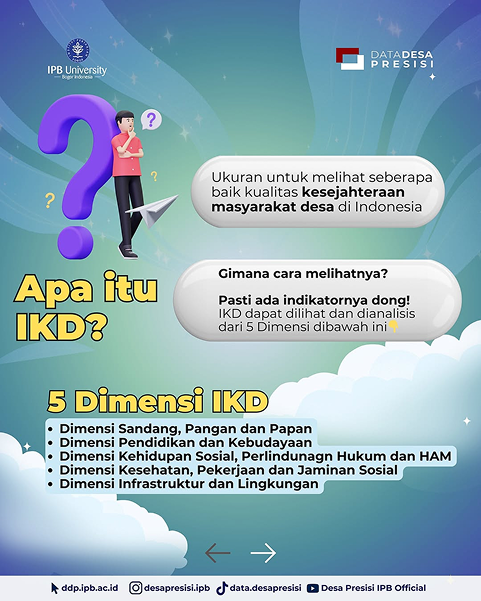 IPB University
Bogor Indonesia
DATADESA
PRESISI
?
?
?
?
Ukuran untuk melihat seberapa
baik kualitas kesejahteraan
masyarakat desa di Indonesia
Apa itu
IKD?
Gimana cara melihatnya?
Pasti ada indikatornya dong!
IKD dapat dilihat dan dianalisis
dari 5 Dimensi dibawah ini👇
5 Dimensi IKD
• Dimensi Sandang, Pangan dan Papan
• Dimensi Pendidikan dan Kebudayaan
• Dimensi Kehidupan Sosial, Perlindunagn Hukum dan HAM
• Dimensi Kesehatan, Pekerjaan dan Jaminan Sosial
• Dimensi Infrastruktur dan Lingkungan
ddp.ipb.ac.id desapresisi.ipb data.desapresisi Desa Presisi IPB Official